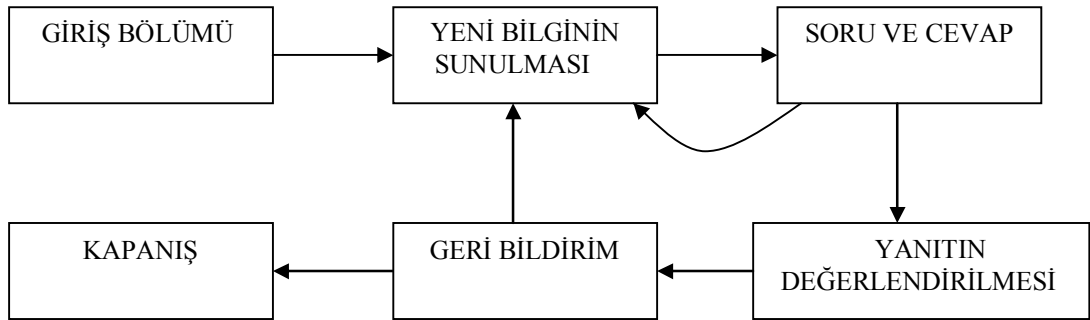 GİRİŞ BÖLÜMÜ
YENİ BİLGİNİN
SUNULMASI
SORU VE CEVAP
KAPANIŞ
GERİ BİLDİRİM
YANITIN
DEĞERLENDİRİLMESİ